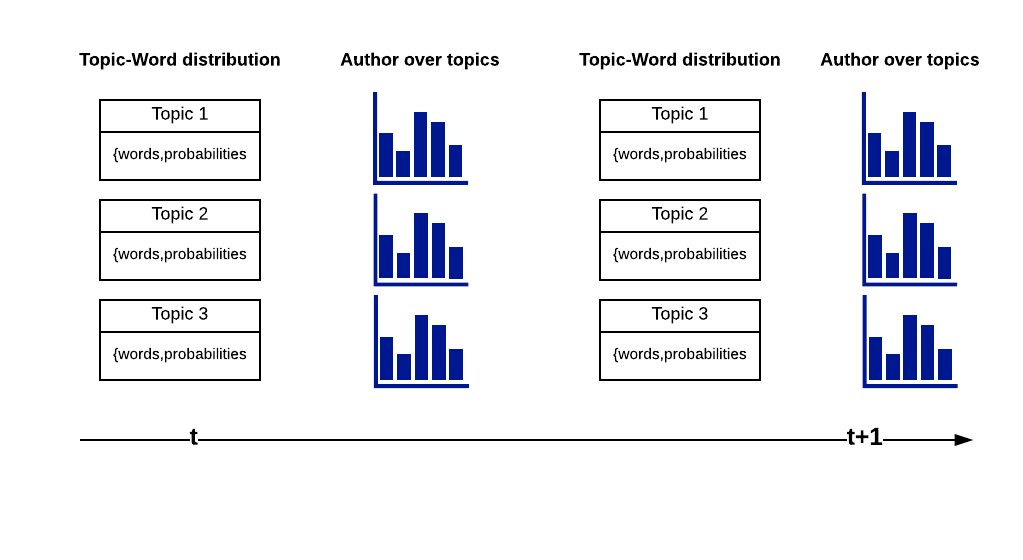 Topic-Word distribution
Author over topics
Topic-Word distribution
Author over topics
Topic 1
{words,probabilities
Topic 1
{words,probabilities
Topic 2
{words,probabilities
Topic 2
{words,probabilities
Topic 3
{words,probabilities
Topic 3
{words,probabilities
t
t+1